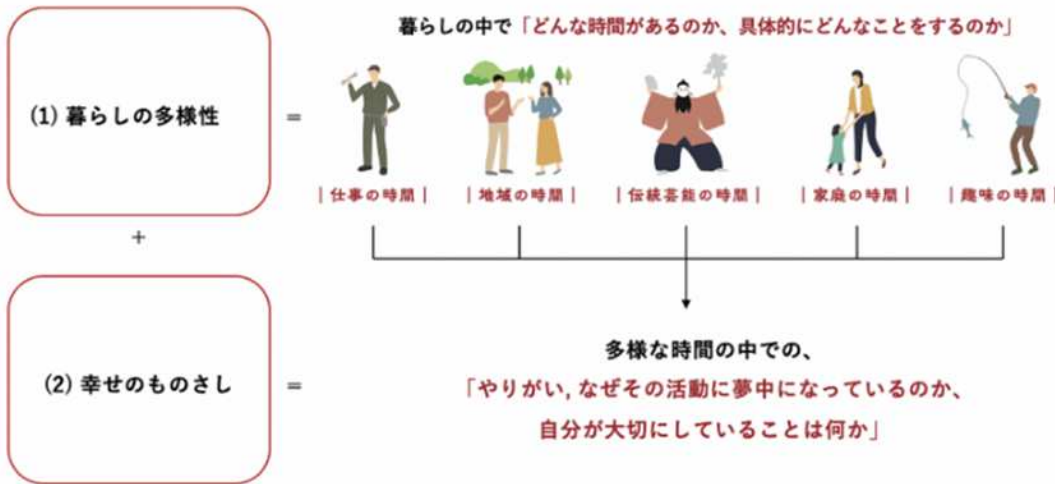 暮らしの中で「どんな時間があるのか、具体的にどんなことをするのか」
(1) 暮らしの多様性
=
| 仕事の時間 |
| 地域の時間 |
| 伝統芸能の時間 |
| 家庭の時間 |
| 趣味の時間 |
+
(2) 幸せのものさし
=
多様な時間の中での、
「やりがい, なぜその活動に夢中になっているのか、
自分が大切にしていることは何か」